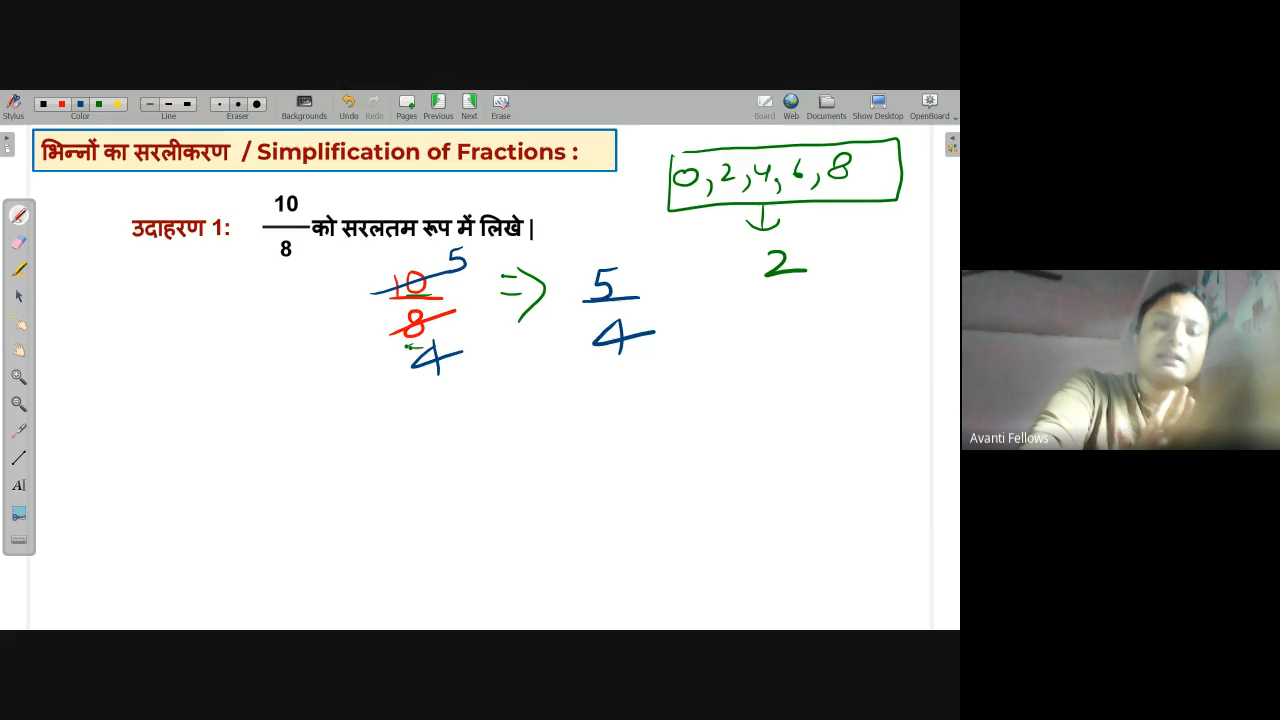 Stylus
Color
Line
Eraser
Backgrounds
Undo
Redo
Pages
Previous
Next
Erase
Board
Web
Documents
Show Desktop
OpenBoard
भिन्नों का सरलीकरण / Simplification of Fractions :
0, 2, 4, 6, 8
2
उदाहरण 1: 10/8 को सरलतम रूप में लिखे |
10 5
8 4
=> 5
4
Avanti Fellows